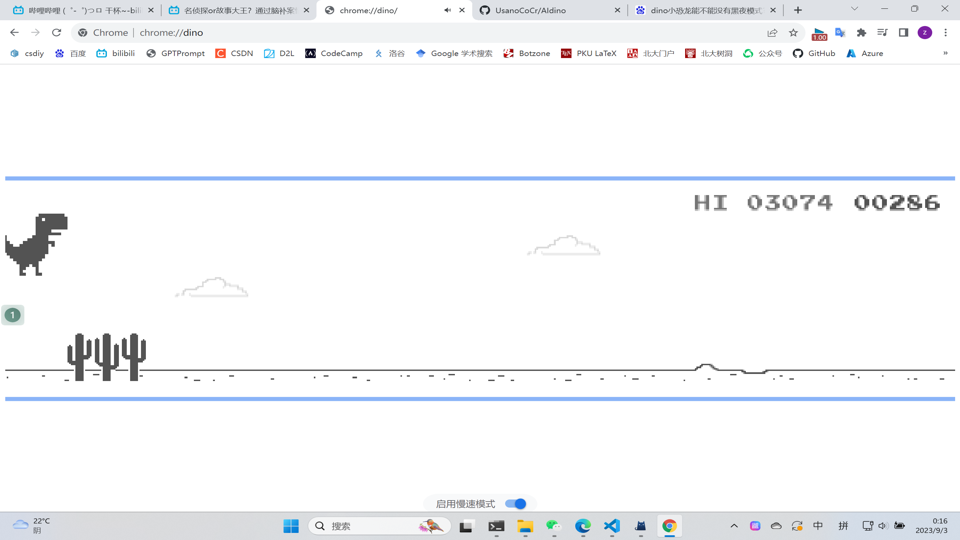 哔哩哔哩 (゜-゜)つロ 干杯~-bili
名侦探or故事大王？通过脑补案
chrome://dino/
UsanoCoCr/AIdino
dino小恐龙能不能没有黑夜模式
Chrome | chrome://dino
1.00
z
csdiy
百度
bilibili
GPTPrompt
CSDN
D2L
CodeCamp
洛谷
Google 学术搜索
Botzone
PKU LaTeX
北大门户
北大树洞
公众号
GitHub
Azure
»
HI 03074 00286
1
启用慢速模式
22°C
阴
搜索
中
拼
0:16
2023/9/3